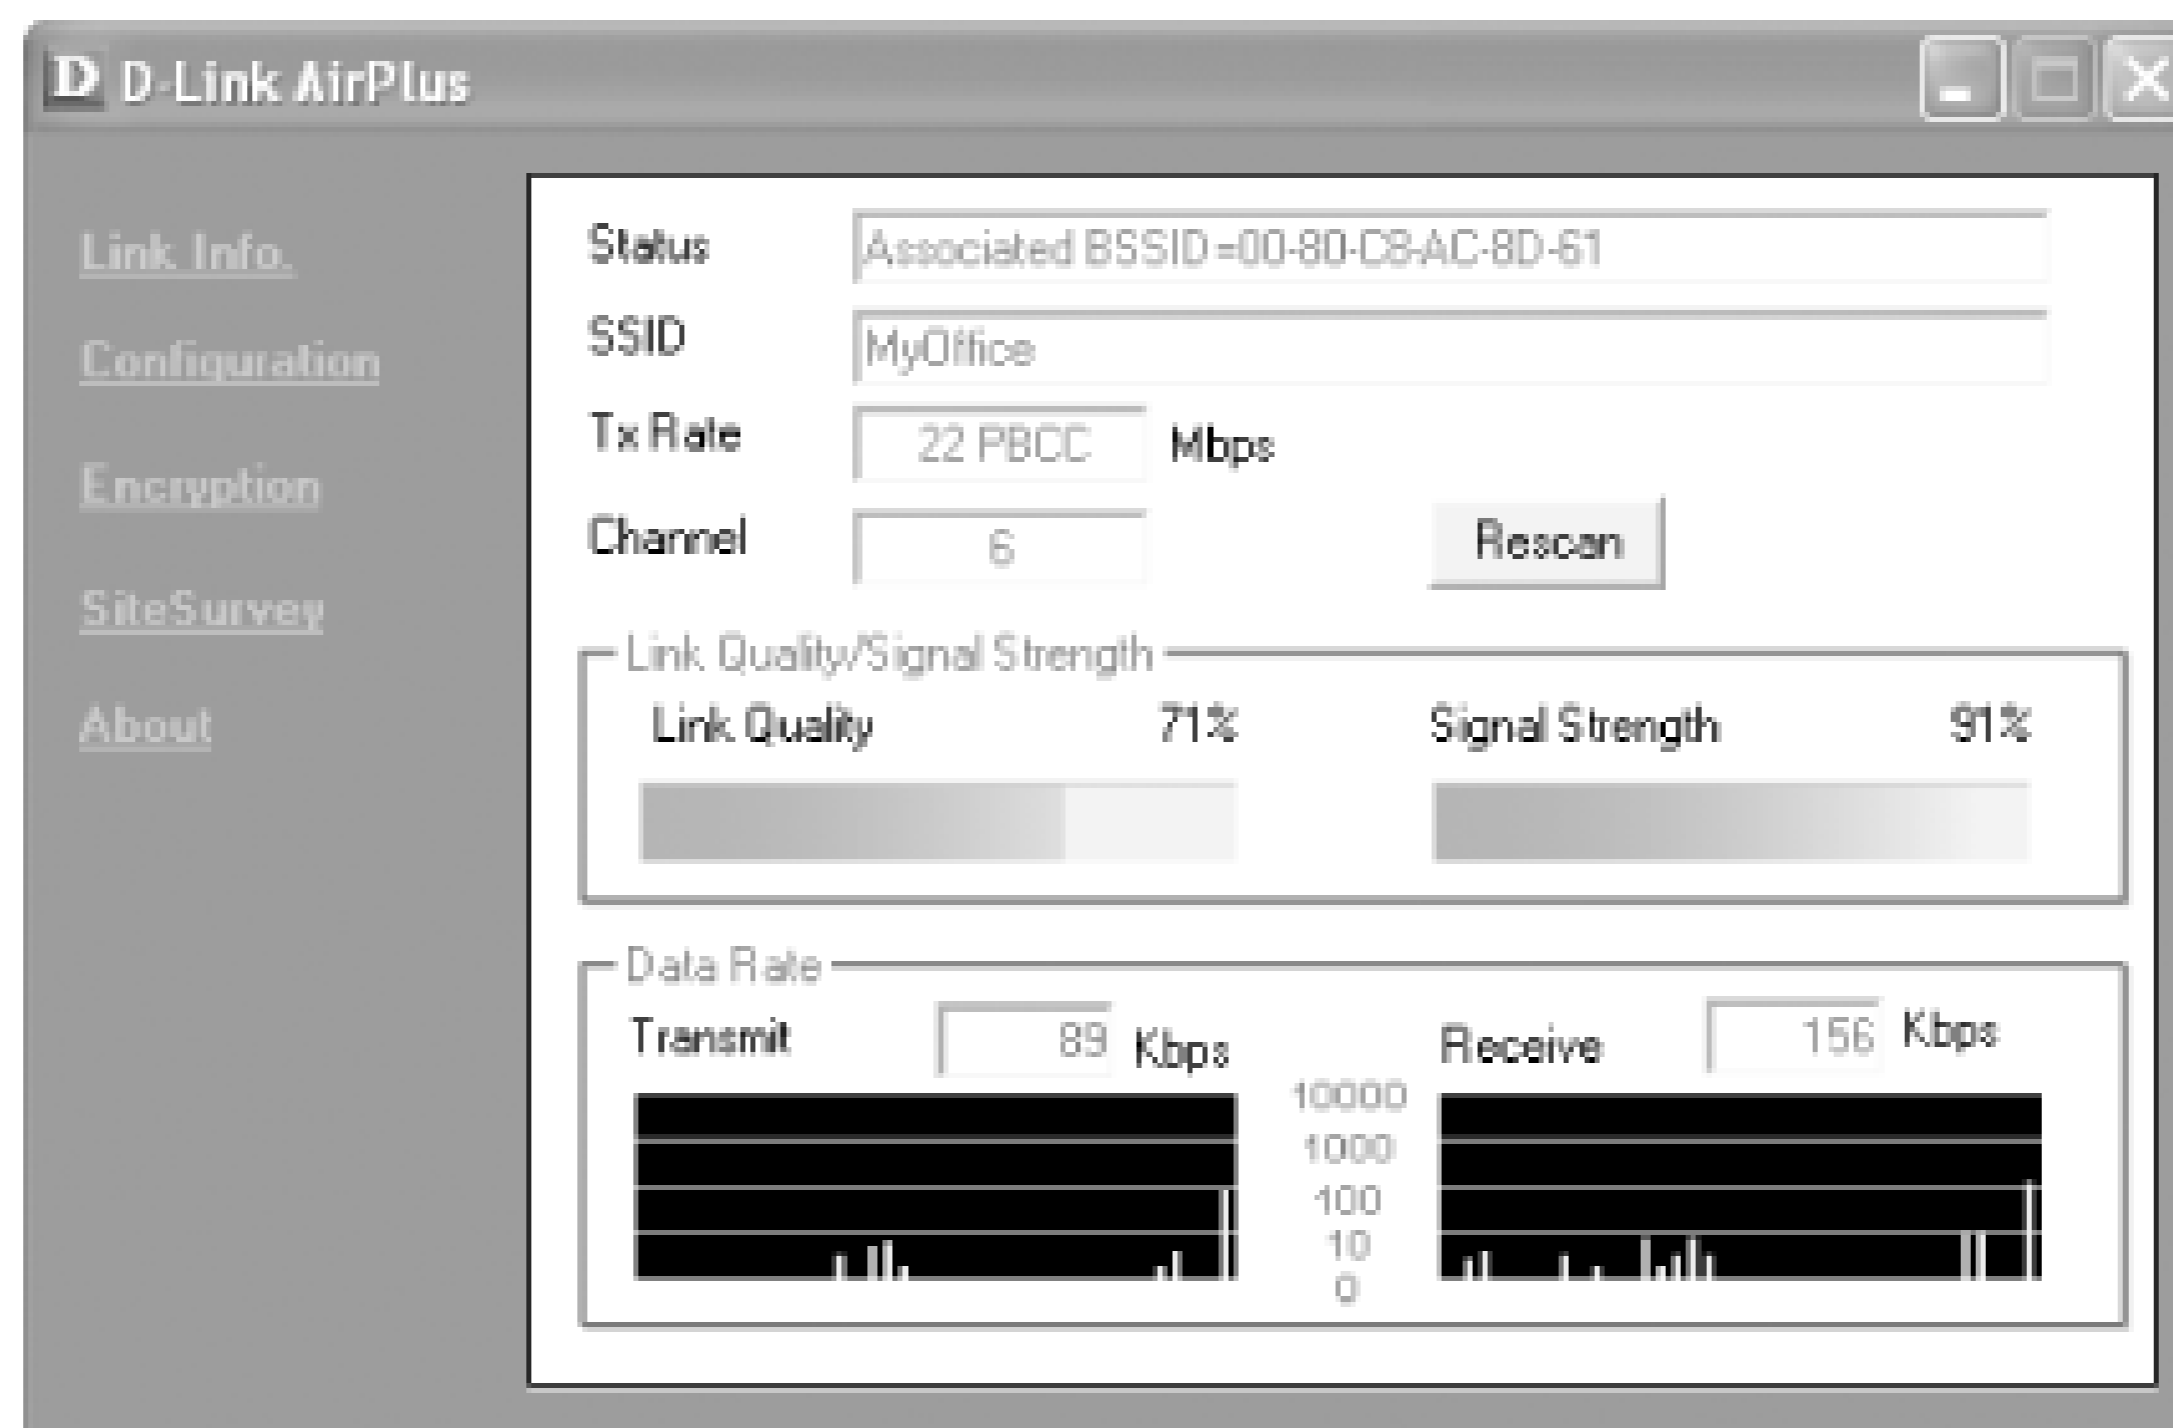 D D-Link AirPlus
Link Info.
Configuration
Encryption
SiteSurvey
About
Status Associated BSSID=00-80-C8-AC-8D-61
SSID MyOffice
Tx Rate 22 PBCC Mbps
Channel 6 Rescan
Link Quality/Signal Strength
Link Quality 71% Signal Strength 91%
Data Rate
Transmit 89 Kbps Receive 156 Kbps
10000
1000
100
10
0